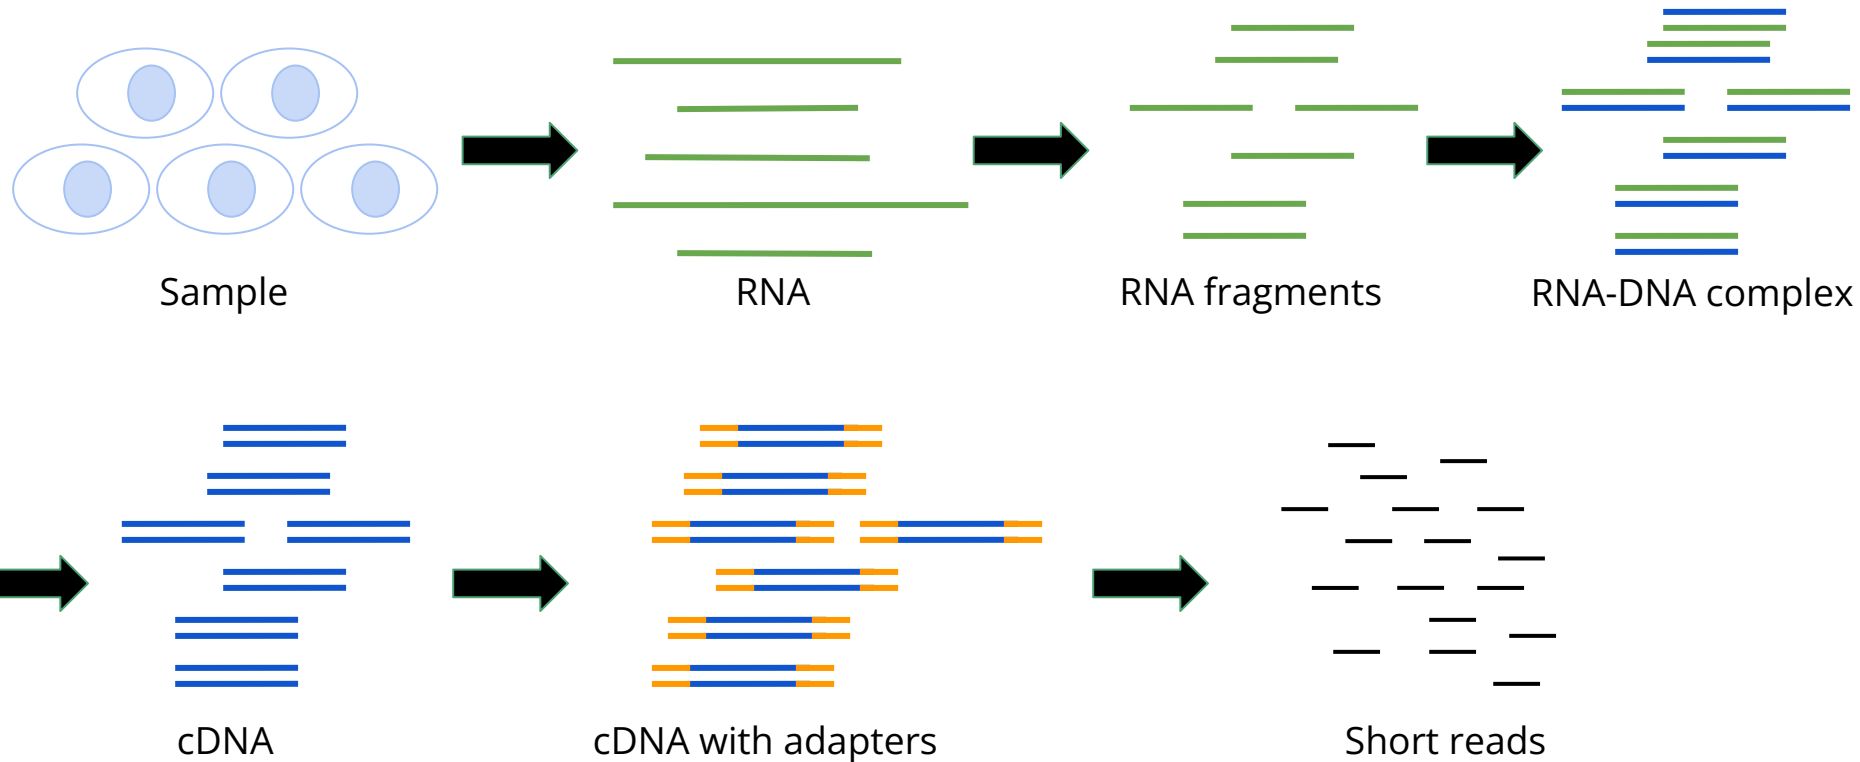 Sample
RNA
RNA fragments
RNA-DNA complex
cDNA
cDNA with adapters
Short reads